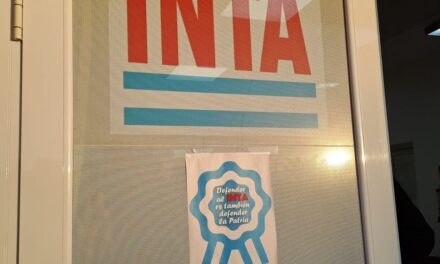 INTA
Defender
al INTA
es también
defender
la Patria